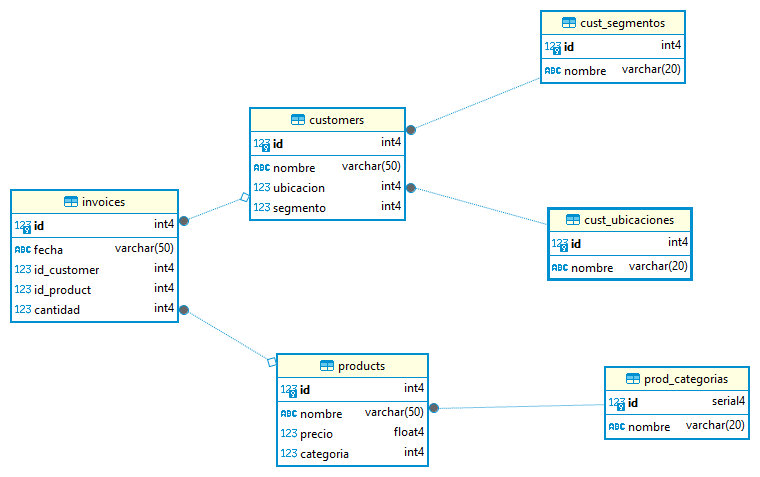 cust_segmentos
123 id int4
ABC nombre varchar(20)
customers
123 id int4
ABC nombre varchar(50)
123 ubicacion int4
123 segmento int4
invoices
123 id int4
ABC fecha varchar(50)
123 id_customer int4
123 id_product int4
123 cantidad int4
cust_ubicaciones
123 id int4
ABC nombre varchar(20)
products
123 id int4
ABC nombre varchar(50)
123 precio float4
123 categoria int4
prod_categorias
123 id serial4
ABC nombre varchar(20)